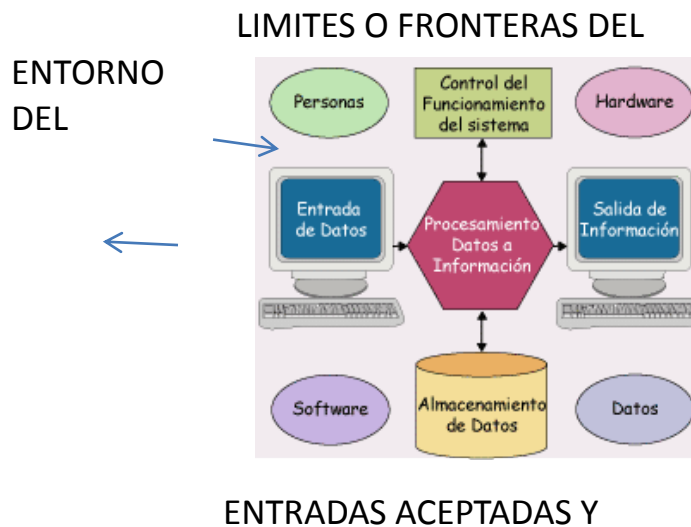 LIMITES O FRONTERAS DEL
ENTORNO
DEL
Personas
Control del
Funcionamiento
del sistema
Hardware
Entrada
de Datos
Procesamiento
Datos a
Información
Salida de
Información
Software
Almacenamiento
de Datos
Datos
ENTRADAS ACEPTADAS Y